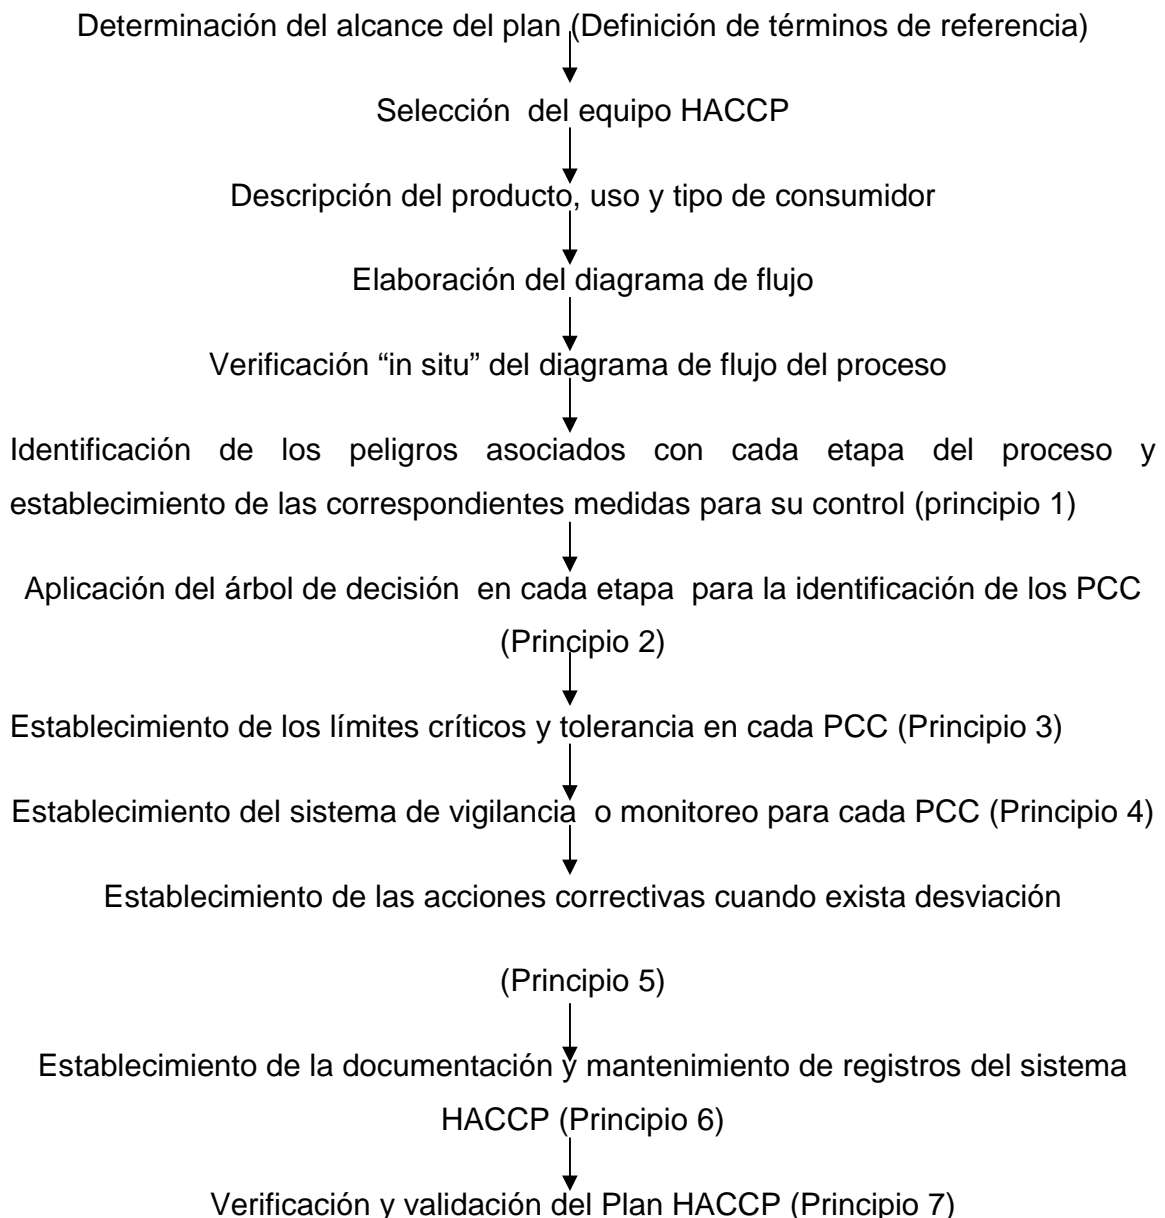 Determinación del alcance del plan (Definición de términos de referencia)
Selección del equipo HACCP
Descripción del producto, uso y tipo de consumidor
Elaboración del diagrama de flujo
Verificación “in situ” del diagrama de flujo del proceso
Identificación de los peligros asociados con cada etapa del proceso y
establecimiento de las correspondientes medidas para su control (principio 1)
Aplicación del árbol de decisión en cada etapa para la identificación de los PCC
(Principio 2)
Establecimiento de los límites críticos y tolerancia en cada PCC (Principio 3)
Establecimiento del sistema de vigilancia o monitoreo para cada PCC (Principio 4)
Establecimiento de las acciones correctivas cuando exista desviación
(Principio 5)
Establecimiento de la documentación y mantenimiento de registros del sistema
HACCP (Principio 6)
Verificación y validación del Plan HACCP (Principio 7)